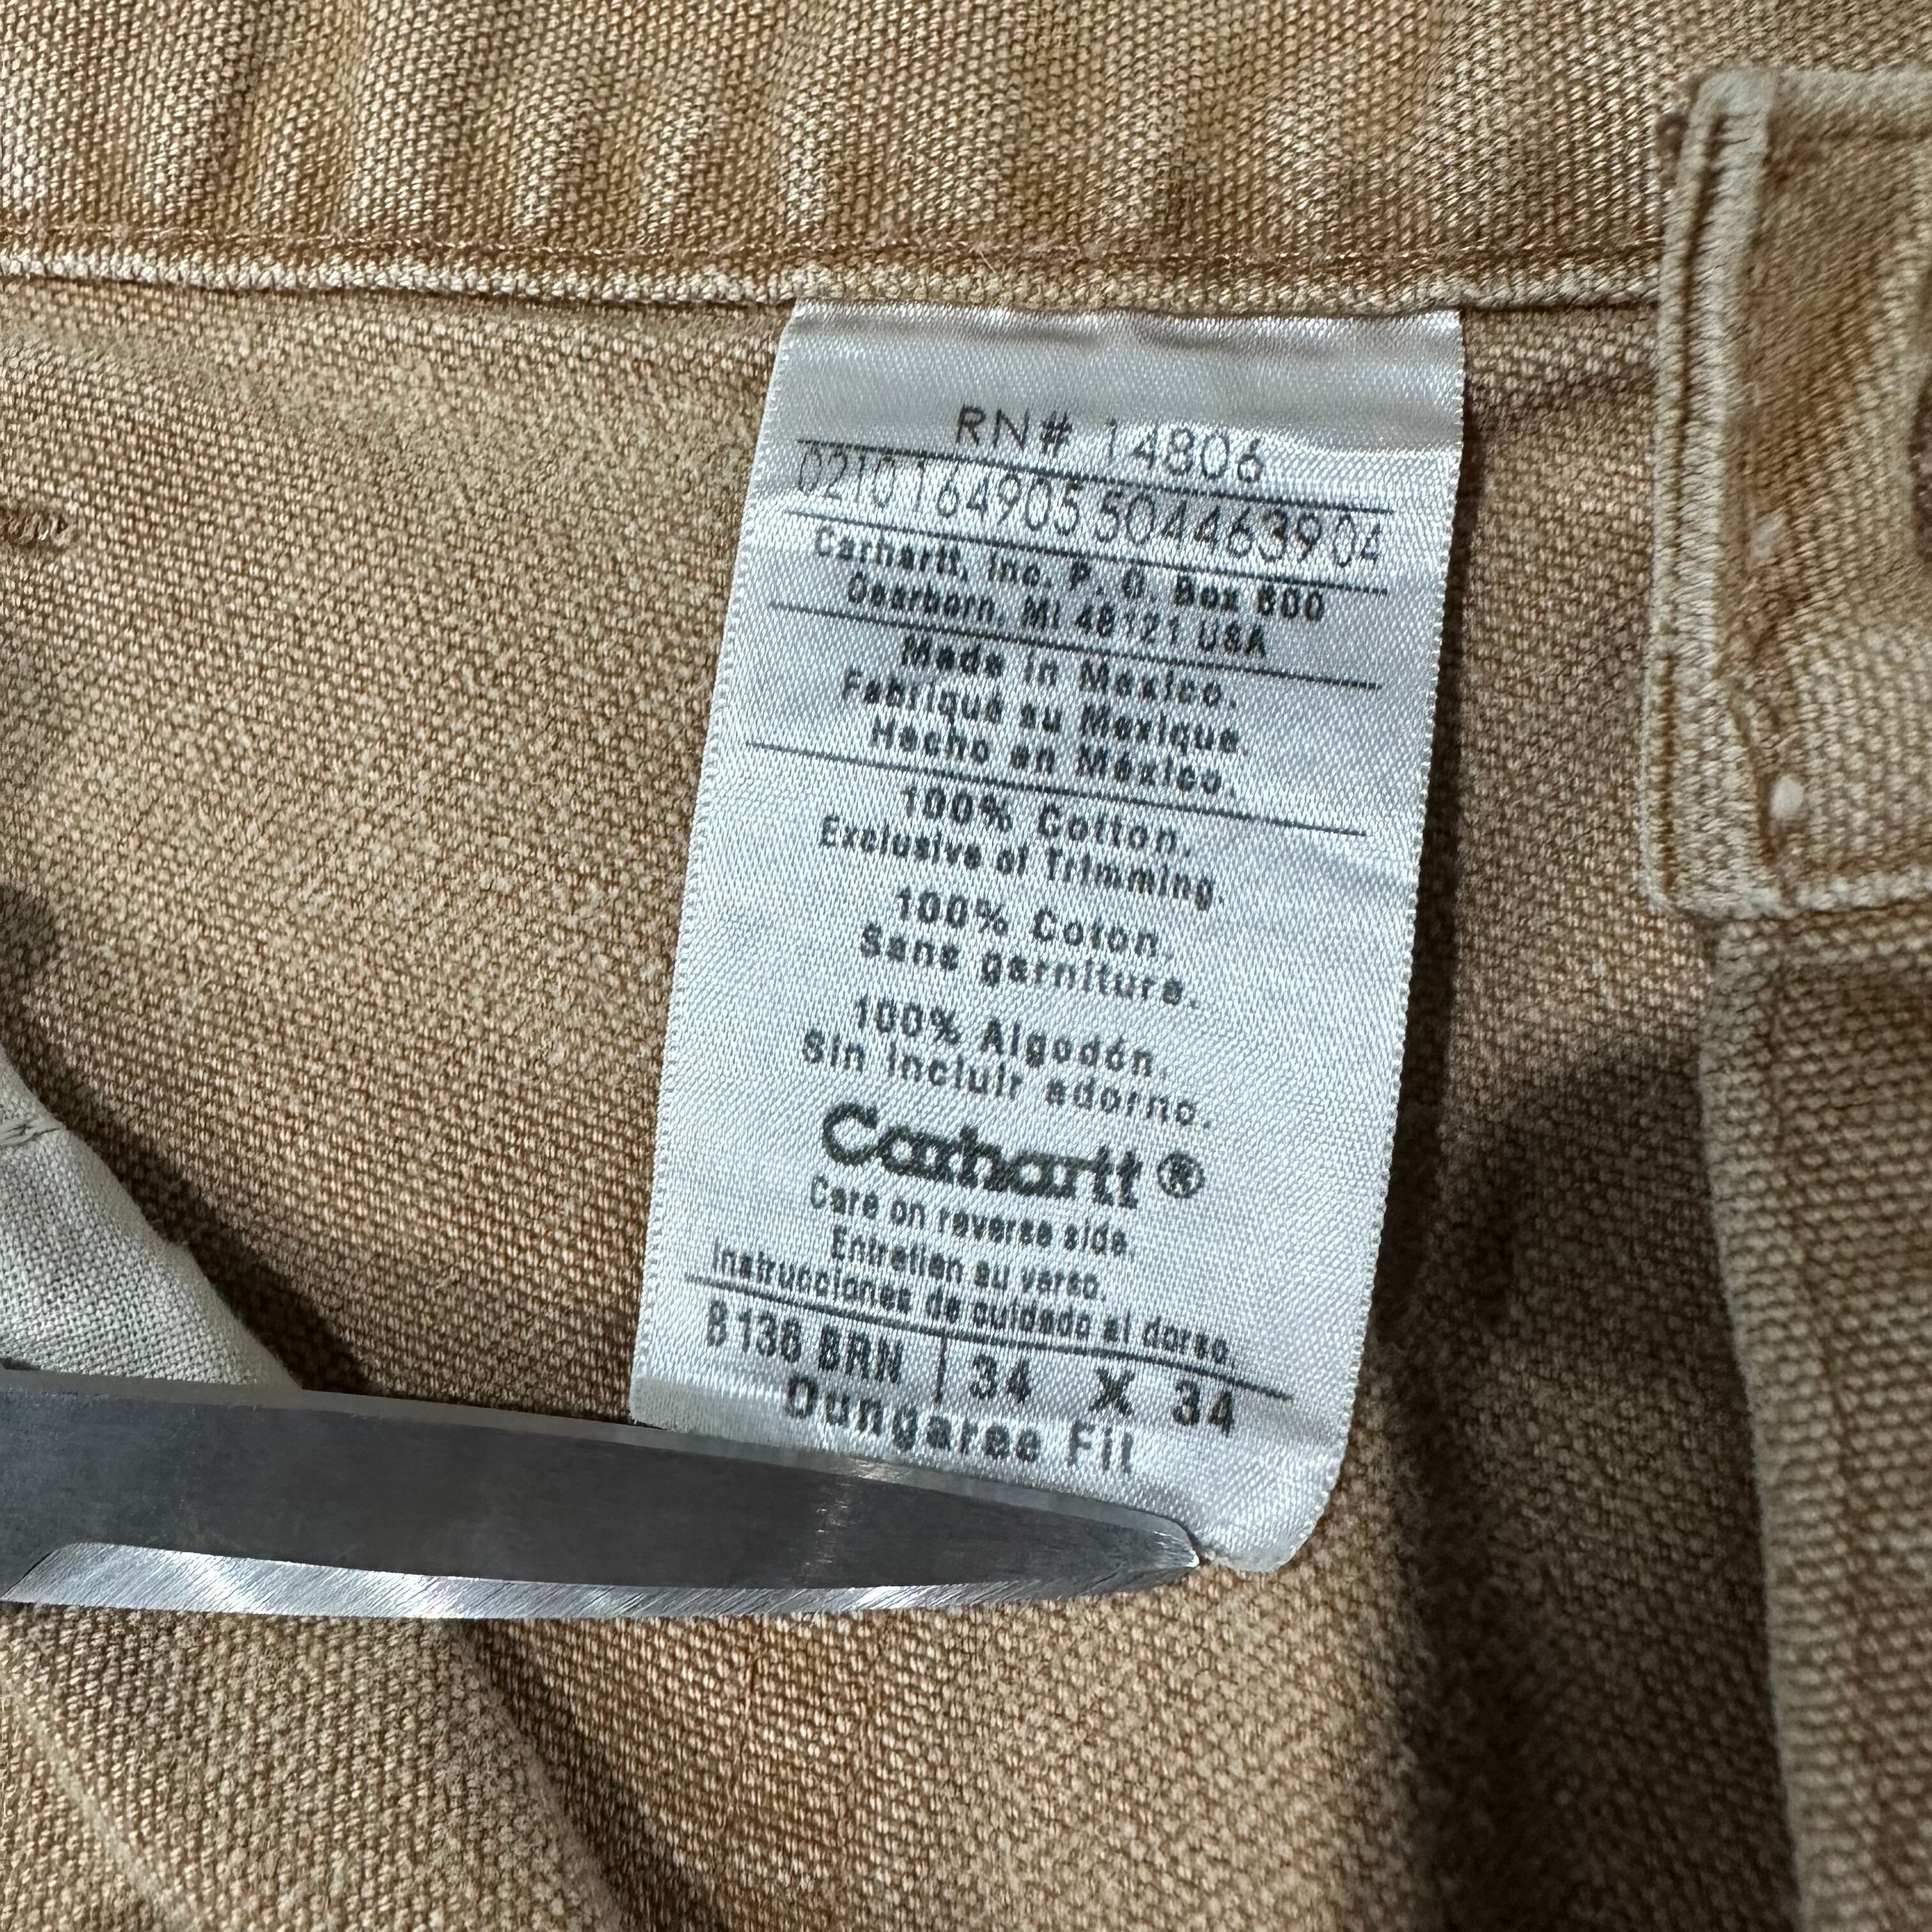 RN# 14806
0210 164905 50446390 4
Carhartt, Inc. P. O. Box 600
Dearborn, MI 48121 USA
Made in Mexico.
Fabriqué au Mexique.
Hecho en México.
100% Cotton.
Exclusive of Trimming.
100% Coton.
Sans garniture.
100% Algodón.
Sin incluir adorno.
Carhartt®
Care on reverse side.
Entretien au verso.
Instrucciones de cuidado al dorso.
B136 BRN | 34 X 34
Dungaree Fit